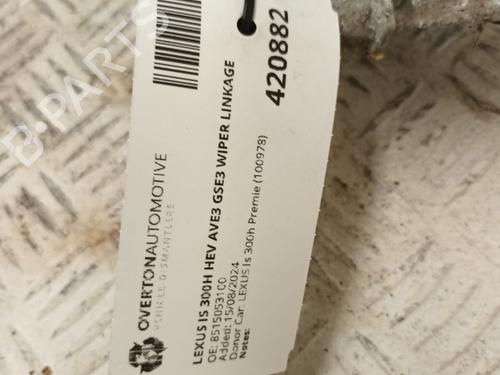 OVERTONAUTOMOTIVE
VEHICLE DISMANTLERS
LEXUS IS 300H HEV AVE3 GSE3 WIPER LINKAGE
OE: 8515053100
Added: 15/08/2024
Donor Car: LEXUS Is 300h Premie (100978)
Notes:
420882
B-PARTS